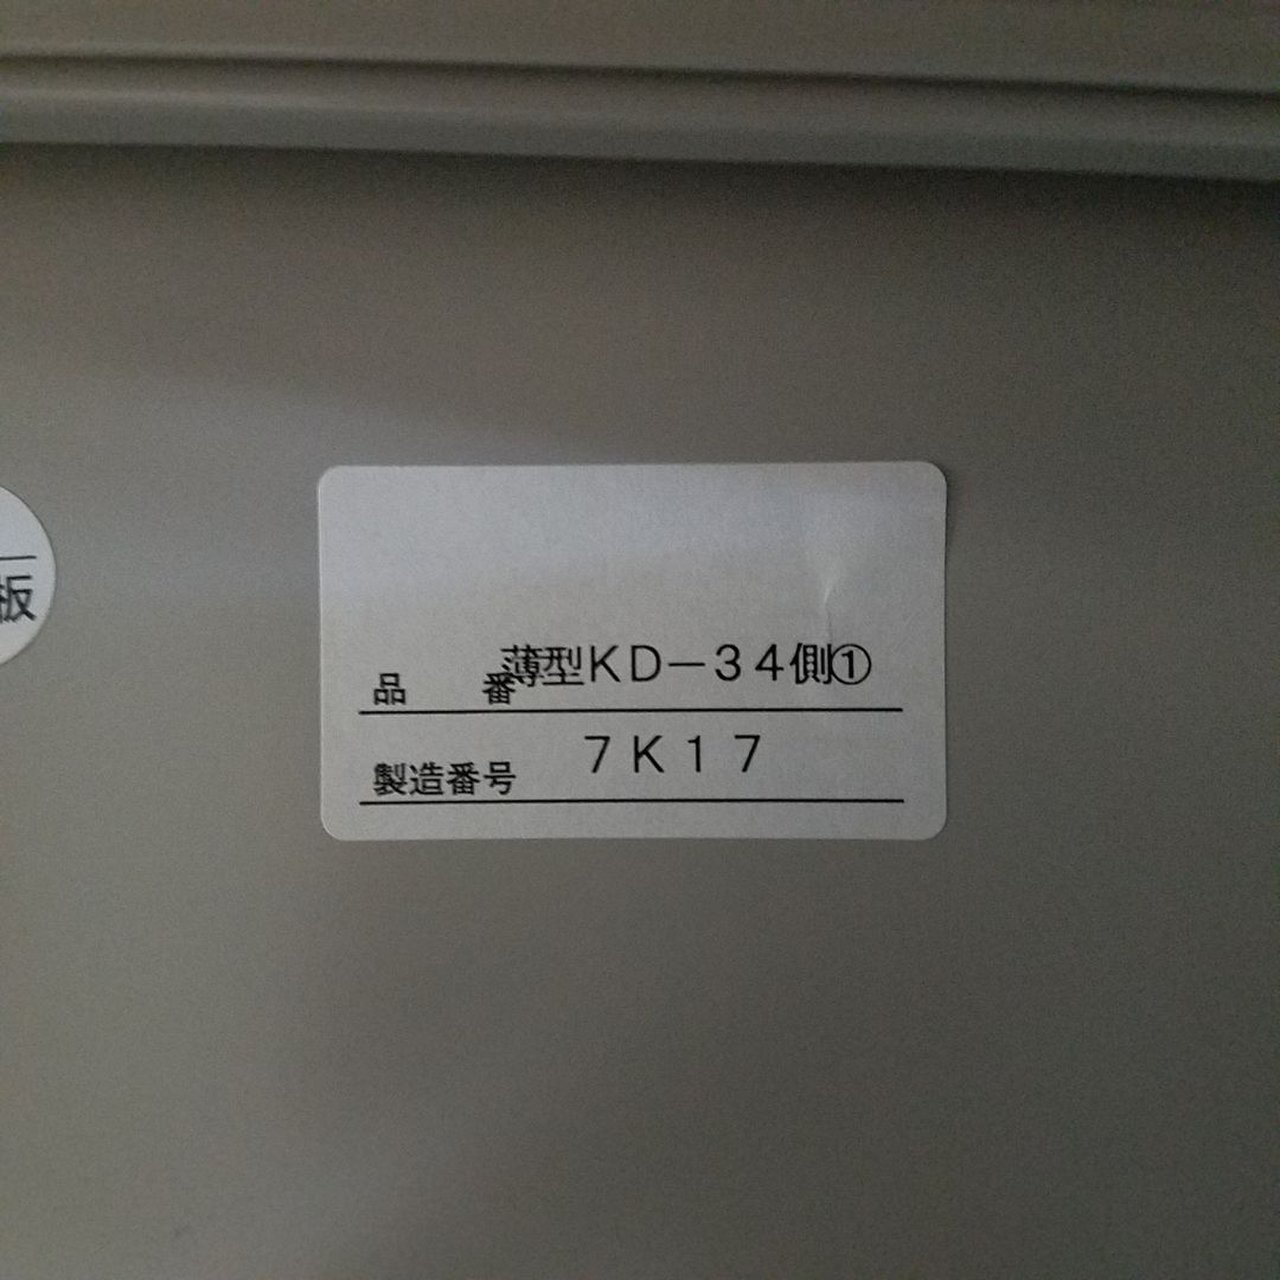 板
品　番 薄型KD－34側①
製造番号 7K17